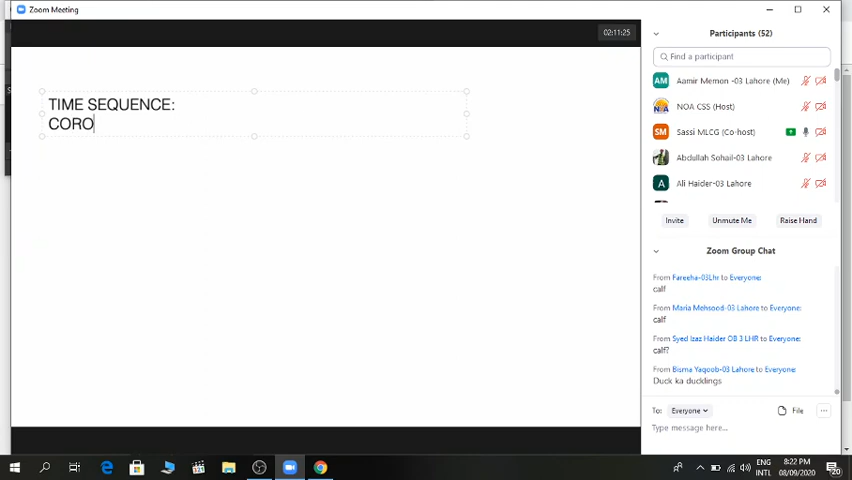 Zoom Meeting
02:11:25
TIME SEQUENCE:
CORO
Participants (52)
Find a participant
AM Aamir Memon -03 Lahore (Me)
NOA NOA CSS (Host)
SM Sassi MLCG (Co-host)
Abdullah Sohail-03 Lahore
A Ali Haider-03 Lahore
Invite
Unmute Me
Raise Hand
Zoom Group Chat
From Fareeha-03Lhr to Everyone:
calf
From Maria Mehsood-03 Lahore to Everyone:
calf
From Syed Izaz Haider OB 3 LHR to Everyone:
calf?
From Bisma Yaqoob-03 Lahore to Everyone:
Duck ka ducklings
To: Everyone
File
Type message here...
ENG
INTL
8:22 PM
08/09/2020
20